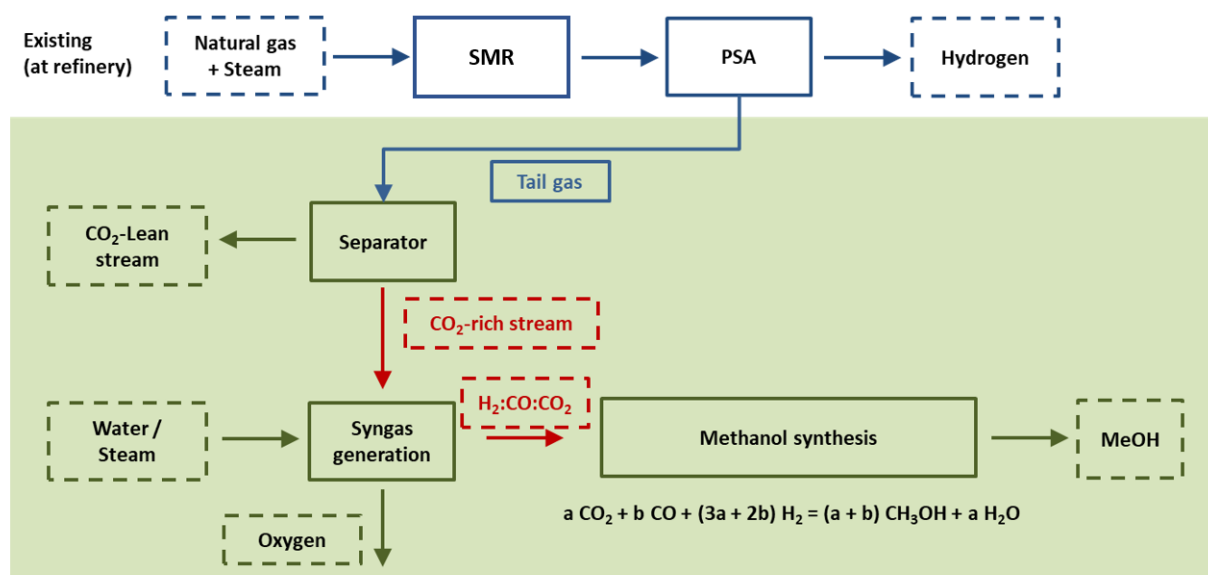 Existing
(at refinery)
Natural gas
+ Steam
SMR
PSA
Hydrogen
Tail gas
CO₂-Lean
stream
Separator
CO₂-rich stream
Water /
Steam
Syngas
generation
H₂:CO:CO₂
Methanol synthesis
MeOH
a CO₂ + b CO + (3a + 2b) H₂ = (a + b) CH₃OH + a H₂O
Oxygen